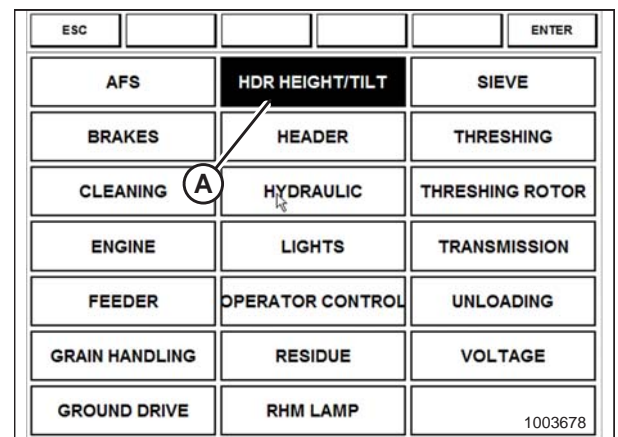 ESC ENTER
AFS HDR HEIGHT/TILT SIEVE
BRAKES HEADER THRESHING
CLEANING A HYDRAULIC THRESHING ROTOR
ENGINE LIGHTS TRANSMISSION
FEEDER OPERATOR CONTROL UNLOADING
GRAIN HANDLING RESIDUE VOLTAGE
GROUND DRIVE RHM LAMP 1003678